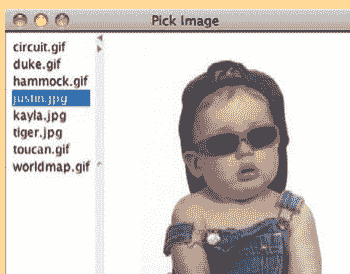 Pick Image
circuit.gif
duke.gif
hammock.gif
justin.jpg
kayla.jpg
tiger.jpg
toucan.gif
worldmap.gif